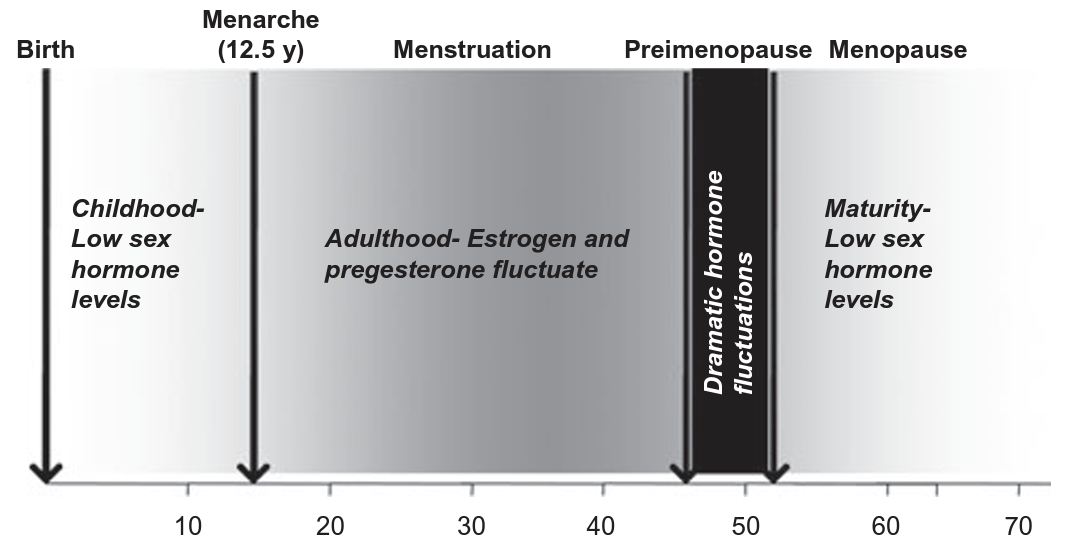 Birth
Menarche
(12.5 y)
Menstruation
Preimenopause
Menopause
Childhood-
Low sex
hormone
levels
Adulthood- Estrogen and
pregesterone fluctuate
Dramatic hormone
fluctuations
Maturity-
Low sex
hormone
levels
10
20
30
40
50
60
70